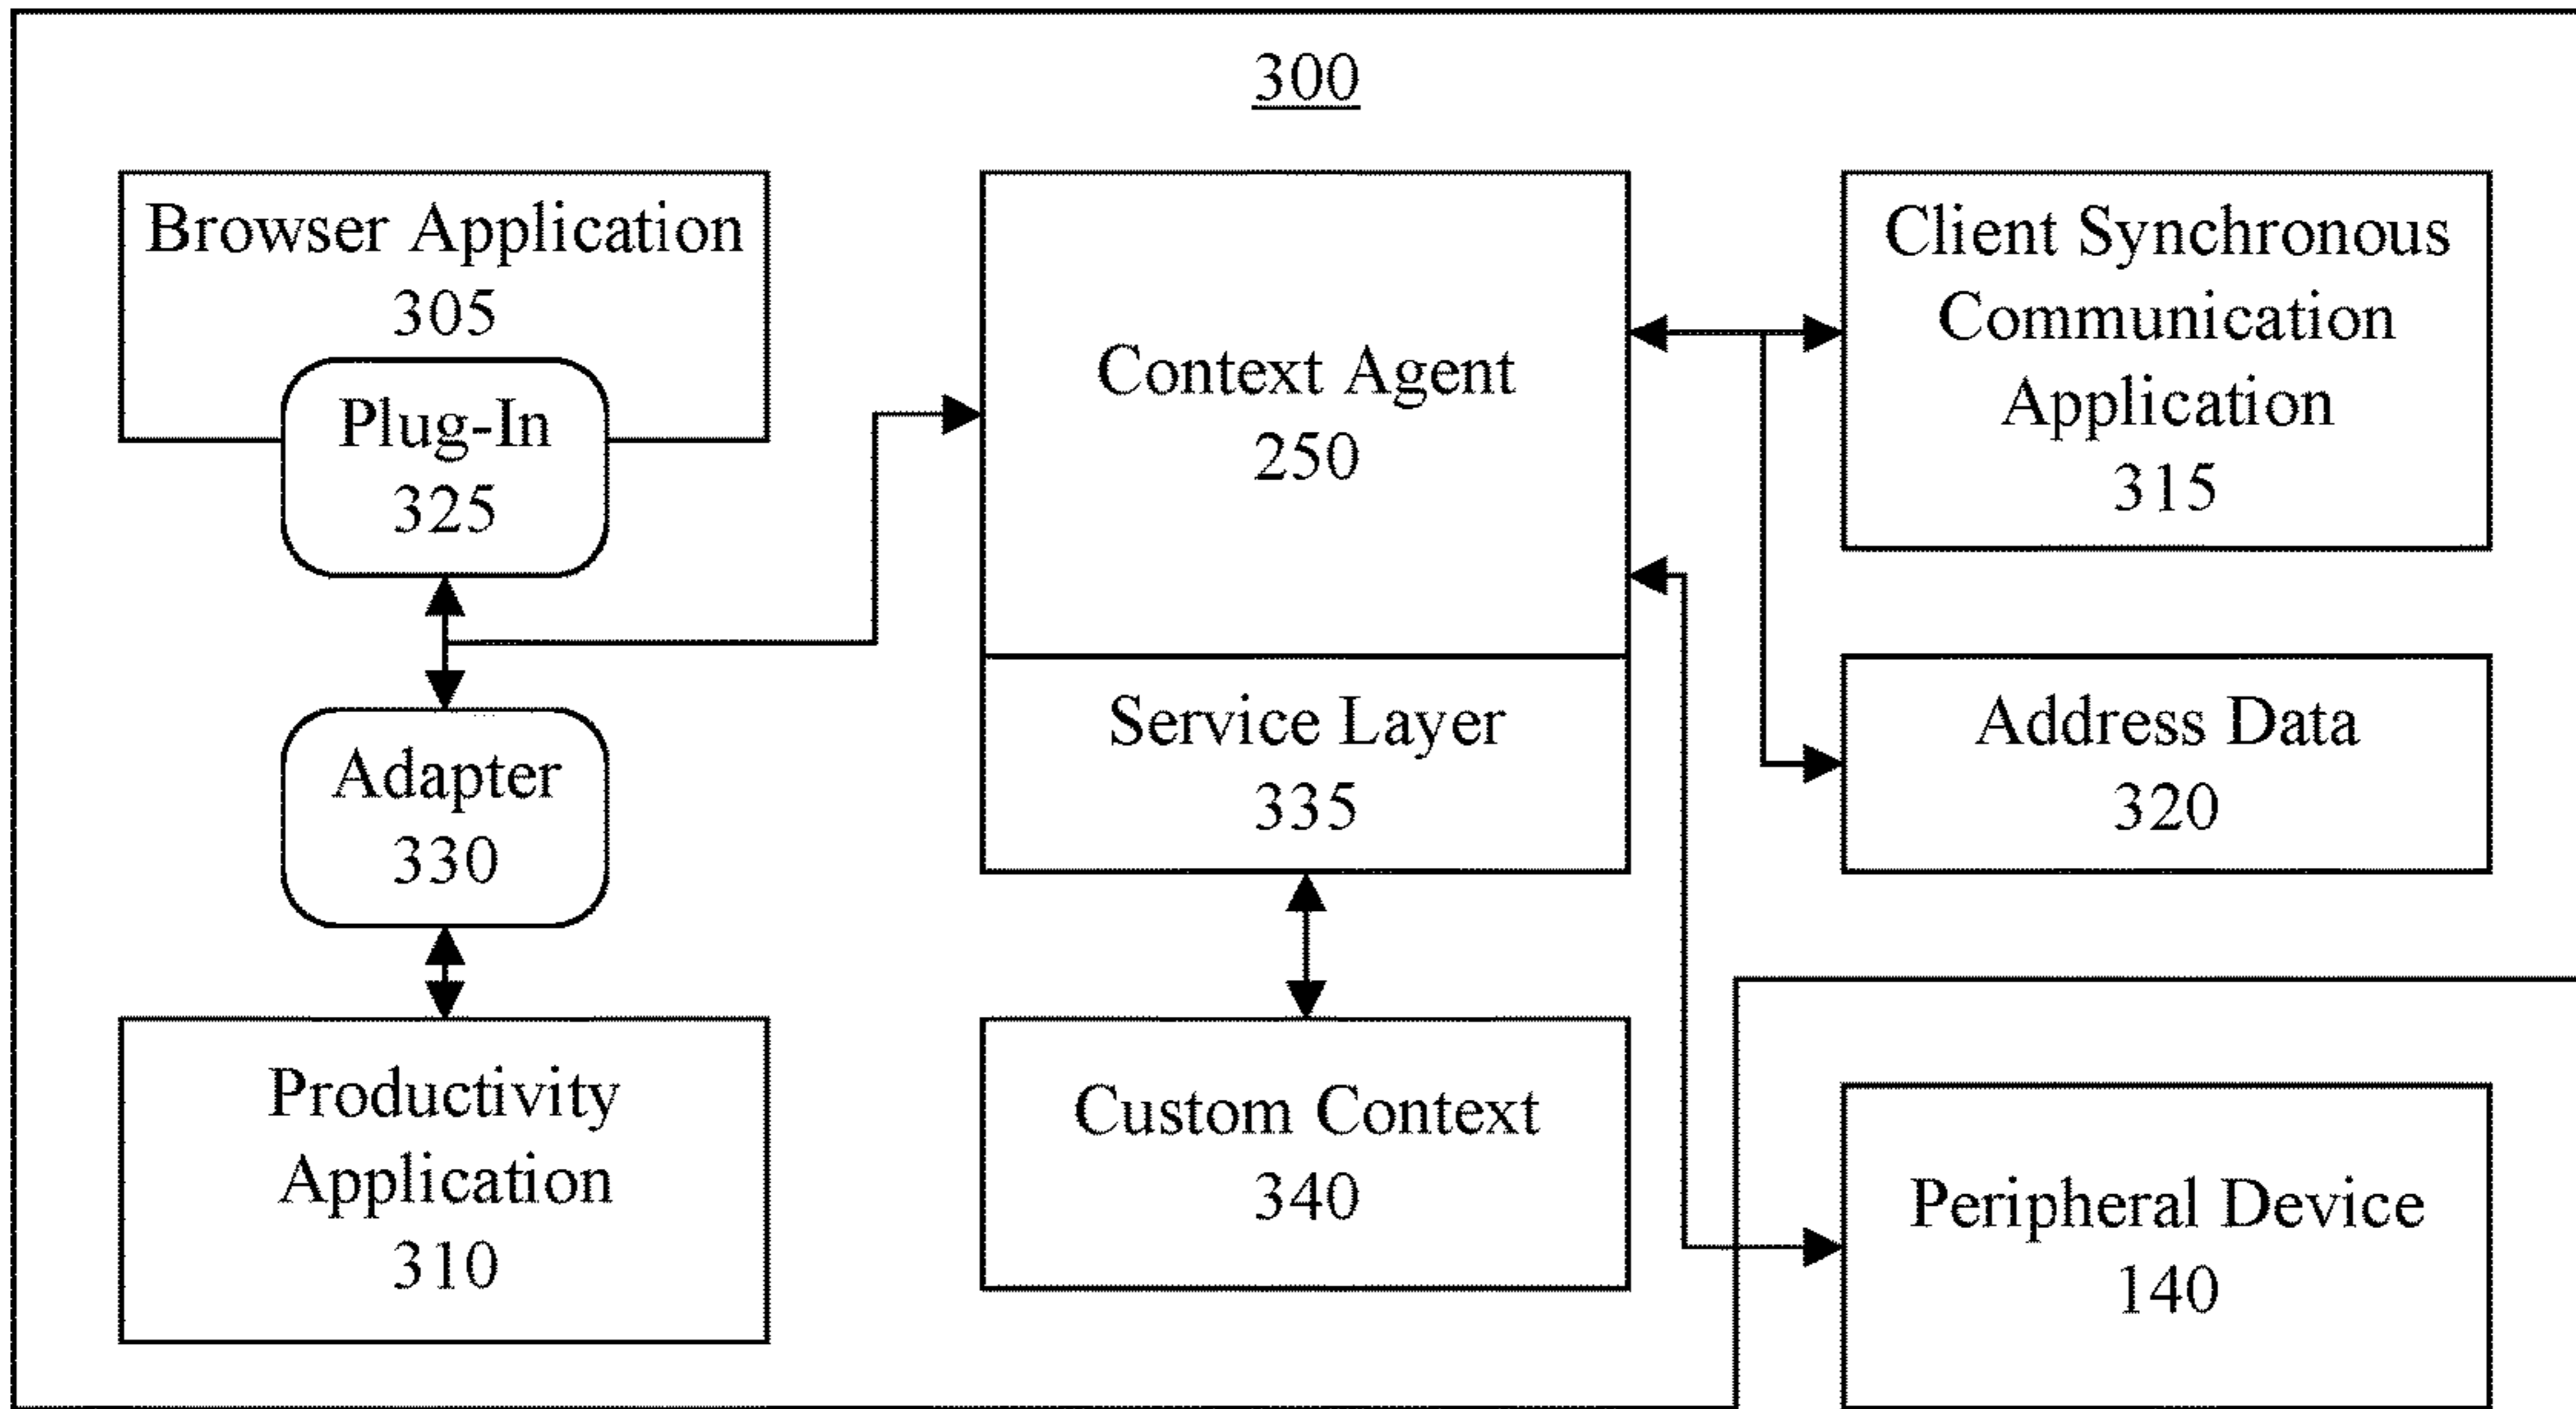 300
Browser Application
305
Plug-In
325
Adapter
330
Productivity
Application
310
Context Agent
250
Service Layer
335
Custom Context
340
Client Synchronous
Communication
Application
315
Address Data
320
Peripheral Device
140